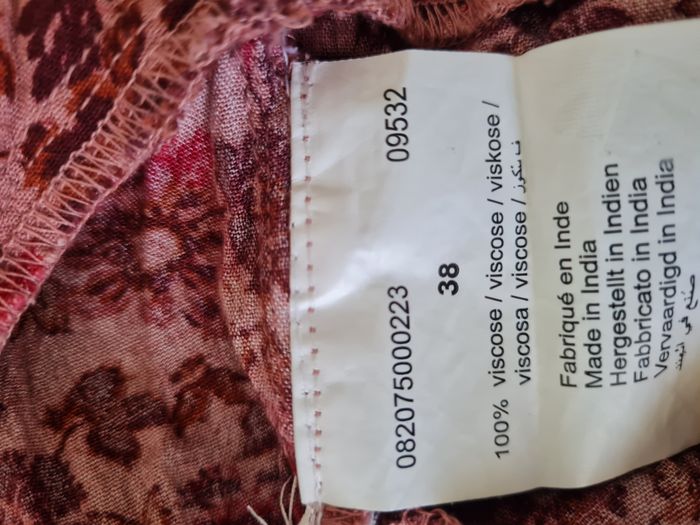 082075000223 09532
38
100% viscose / viscose / viskose /
viscosa / viscose / فيسكوز
Fabriqué en Inde
Made in India
Hergestellt in Indien
Fabbricato in India
Vervaardigd in India
صنع في الهند